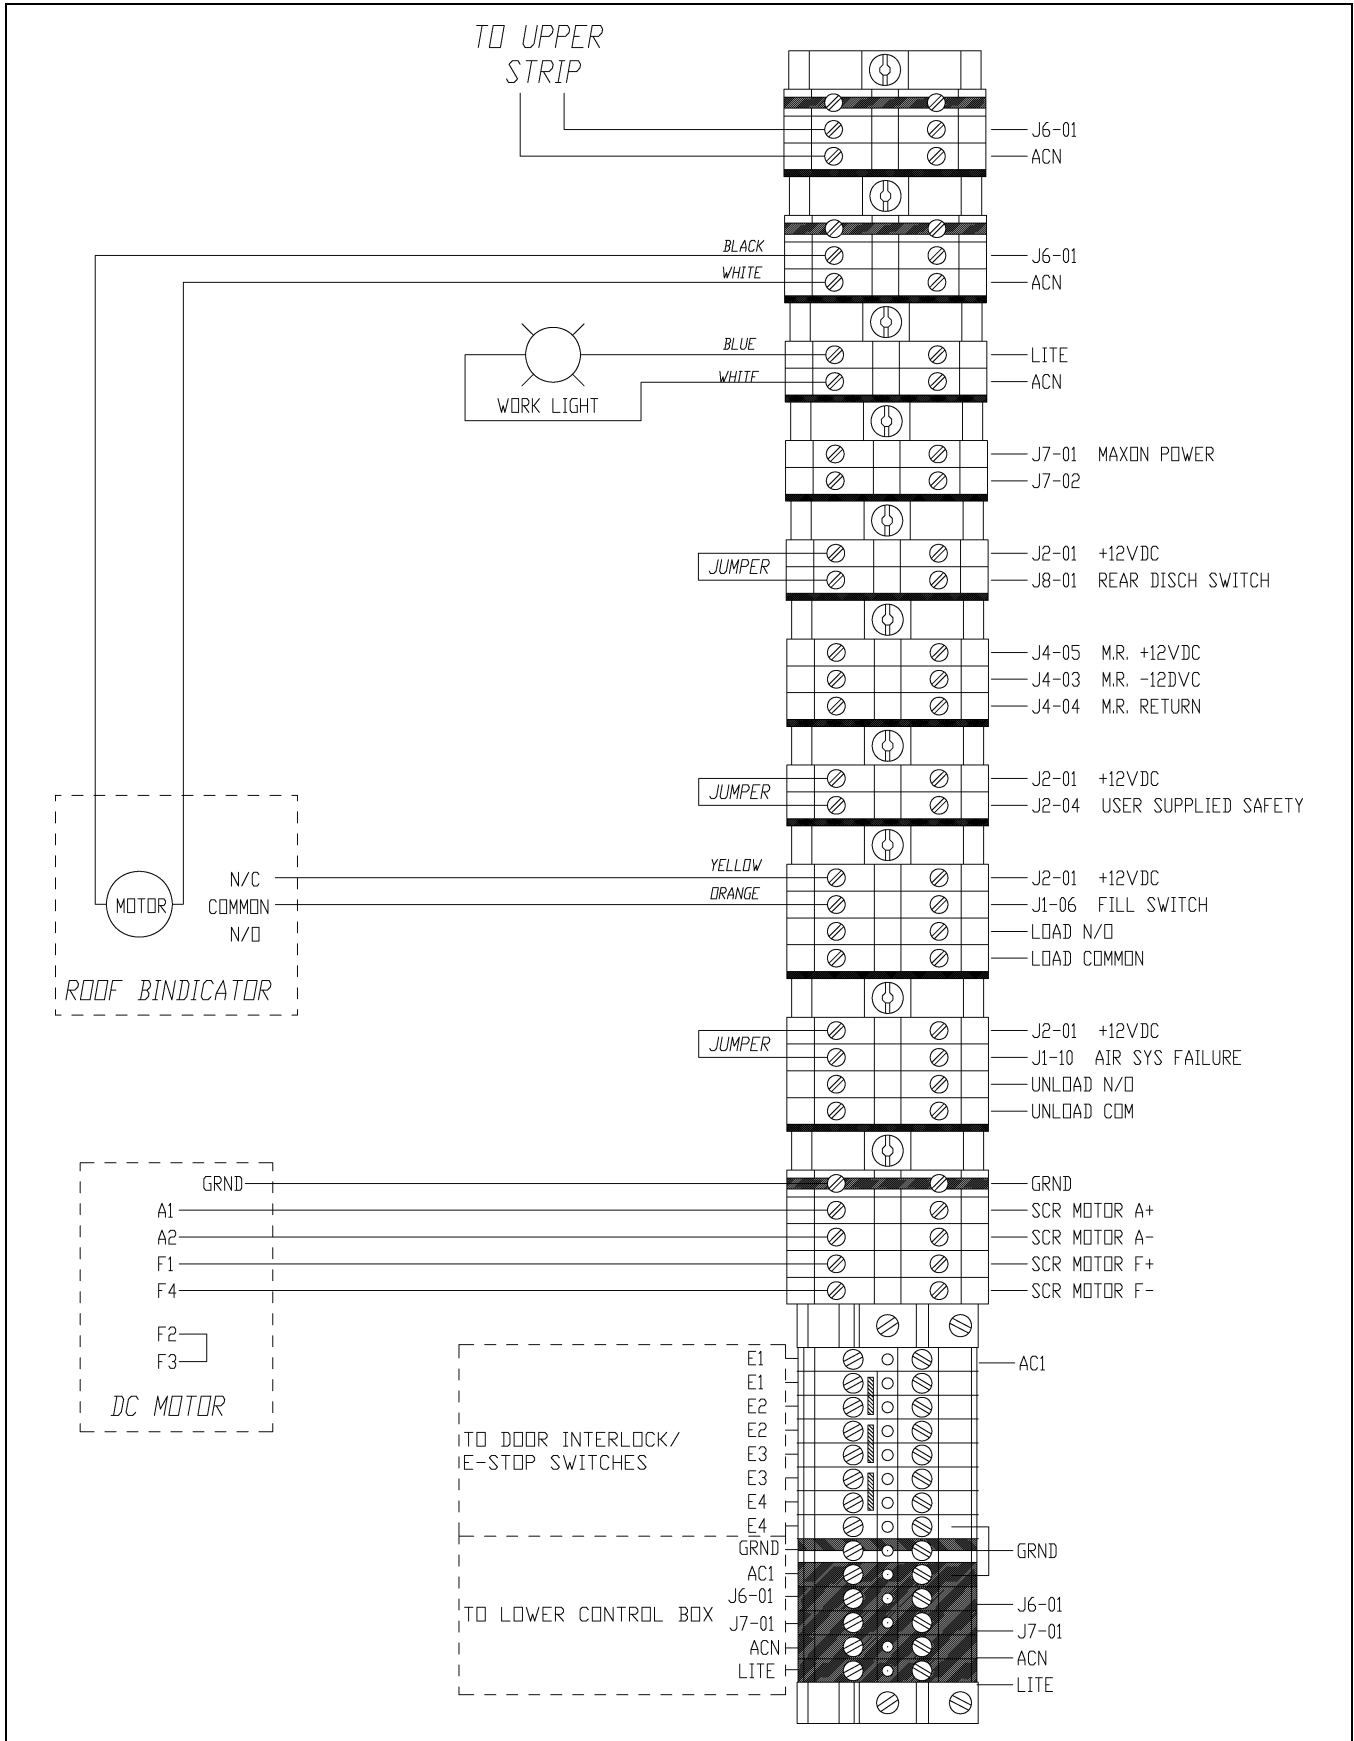 TO UPPER
STRIP
J6-01
ACN
BLACK
J6-01
WHITE
ACN
BLUE
LITE
WHITE
ACN
WORK LIGHT
J7-01 MAXON POWER
J7-02
JUMPER
J2-01 +12VDC
J8-01 REAR DISCH SWITCH
J4-05 M.R. +12VDC
J4-03 M.R. -12DVC
J4-04 M.R. RETURN
JUMPER
J2-01 +12VDC
J2-04 USER SUPPLIED SAFETY
YELLOW
N/C
J2-01 +12VDC
ORANGE
MOTOR
COMMON
J1-06 FILL SWITCH
N/O
LOAD N/O
LOAD COMMON
ROOF BINDICATOR
JUMPER
J2-01 +12VDC
J1-10 AIR SYS FAILURE
UNLOAD N/O
UNLOAD COM
GRND
GRND
A1
SCR MOTOR A+
A2
SCR MOTOR A-
F1
SCR MOTOR F+
F4
SCR MOTOR F-
F2
F3
DC MOTOR
E1
AC1
E1
E2
E2
E3
E3
E4
E4
TO DOOR INTERLOCK/
E-STOP SWITCHES
GRND
GRND
AC1
J6-01
J6-01
J7-01
J7-01
ACN
ACN
LITE
LITE
TO LOWER CONTROL BOX